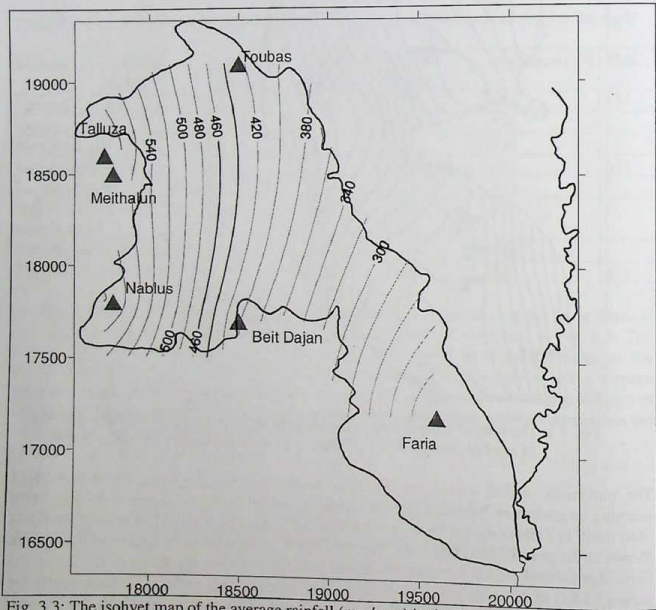 Toubas
19000
Talluza
540
500
480
460
420
380
18500
Meithalun
340
300
18000
Nablus
500
460
Beit Dajan
17500
17000
Faria
16500
18000 18500 19000 19500 20000
Fig. 3.3: The isohyet map of the average rainfall